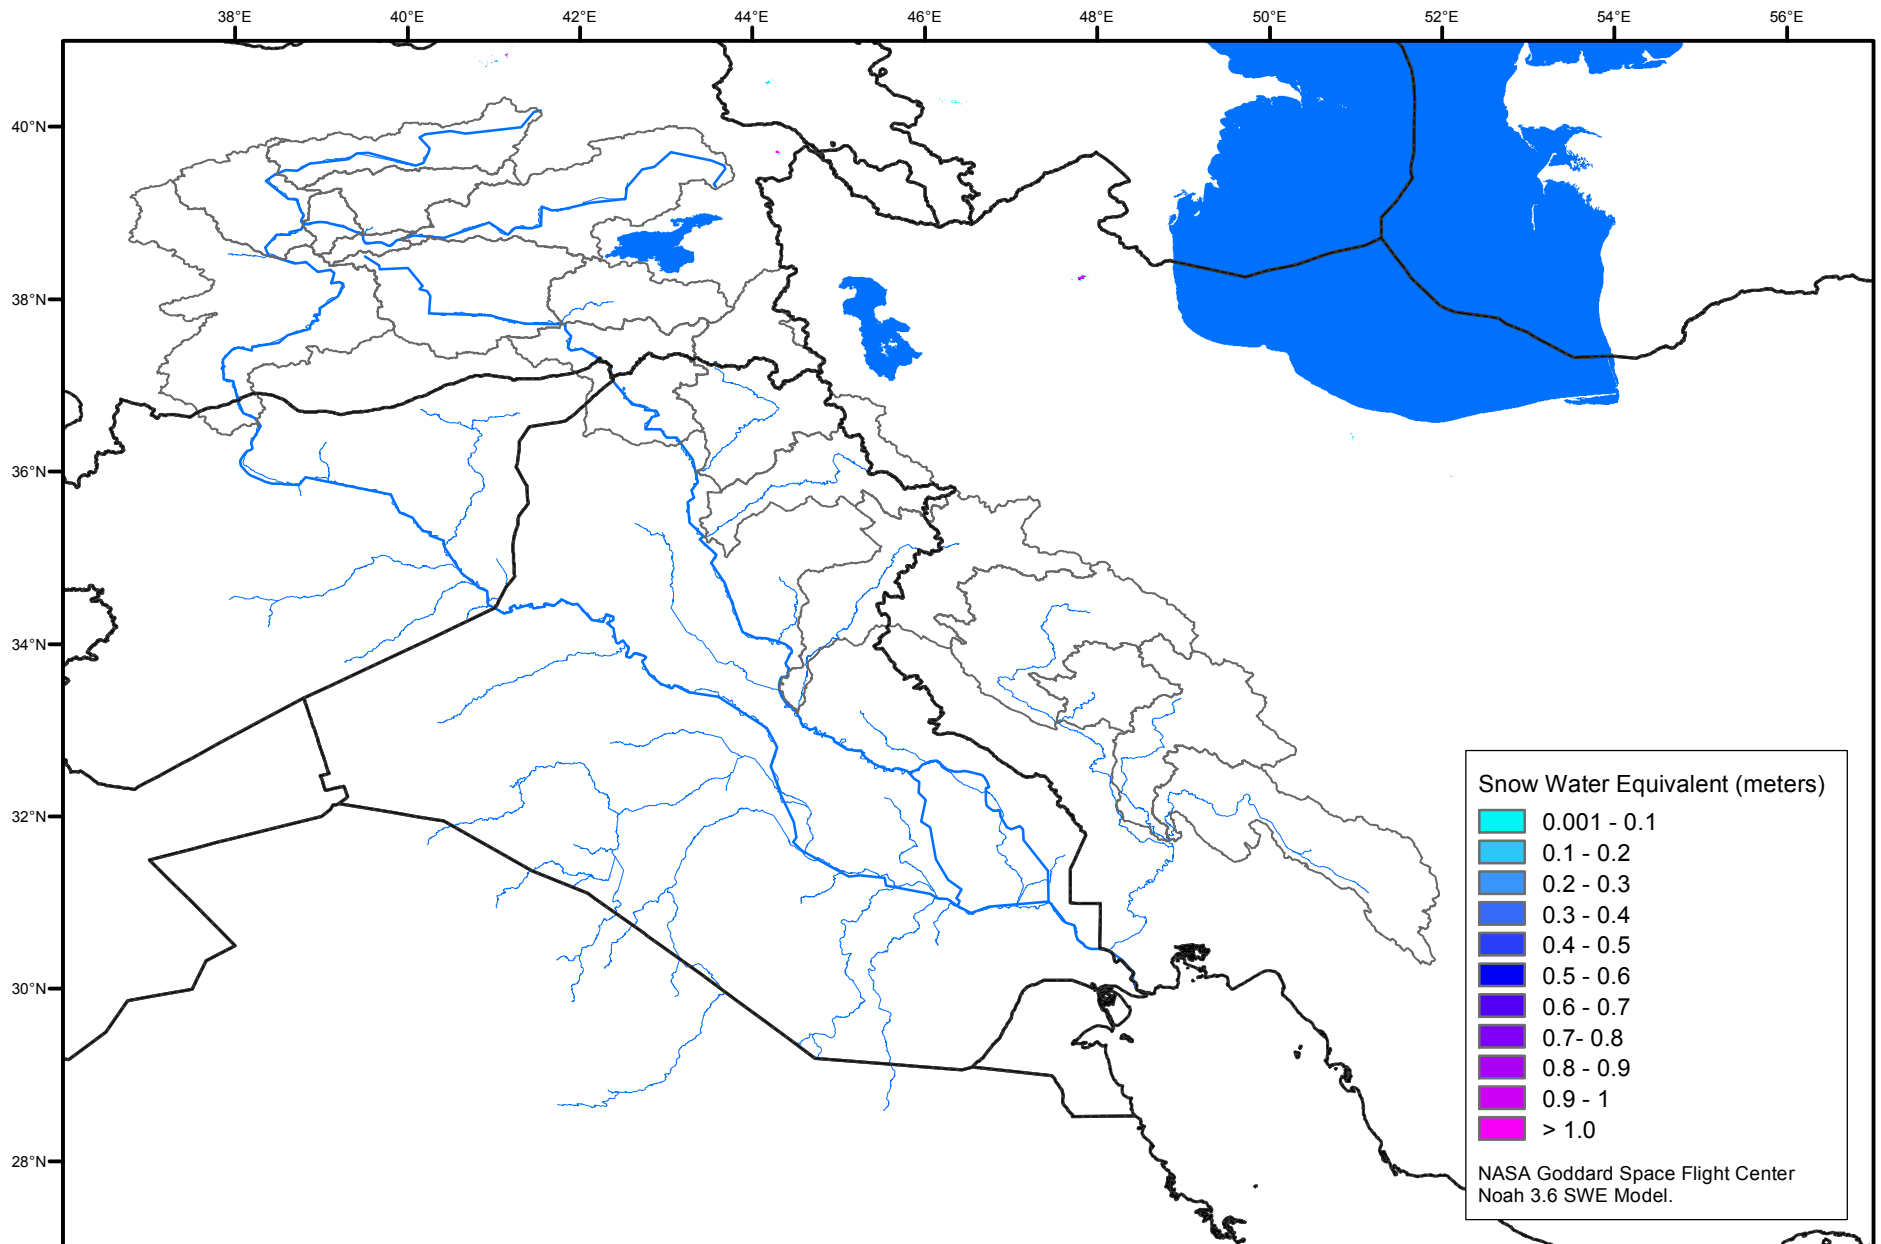 38°E 40°E 42°E 44°E 46°E 48°E 50°E 52°E 54°E 56°E
40°N
38°N
36°N
34°N
32°N
30°N
28°N
Snow Water Equivalent (meters)
0.001 - 0.1
0.1 - 0.2
0.2 - 0.3
0.3 - 0.4
0.4 - 0.5
0.5 - 0.6
0.6 - 0.7
0.7- 0.8
0.8 - 0.9
0.9 - 1
> 1.0
NASA Goddard Space Flight Center
Noah 3.6 SWE Model.